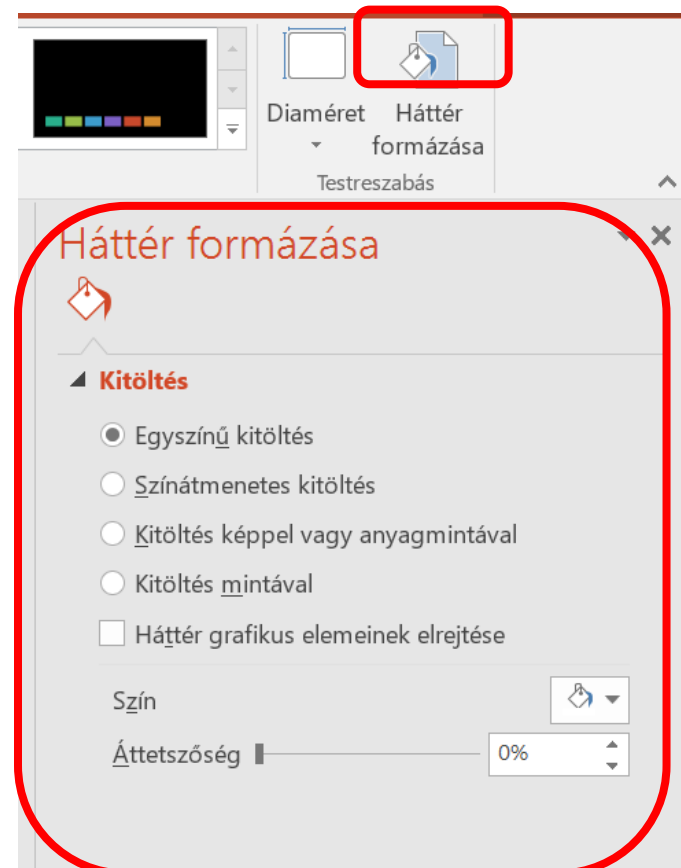 Diaméret Háttér
formázása
Testreszabás
Háttér formázása
Kitöltés
Egyszínű kitöltés
Színátmenetes kitöltés
Kitöltés képpel vagy anyagmintával
Kitöltés mintával
Háttér grafikus elemeinek elrejtése
Szín
Áttetszőség 0%